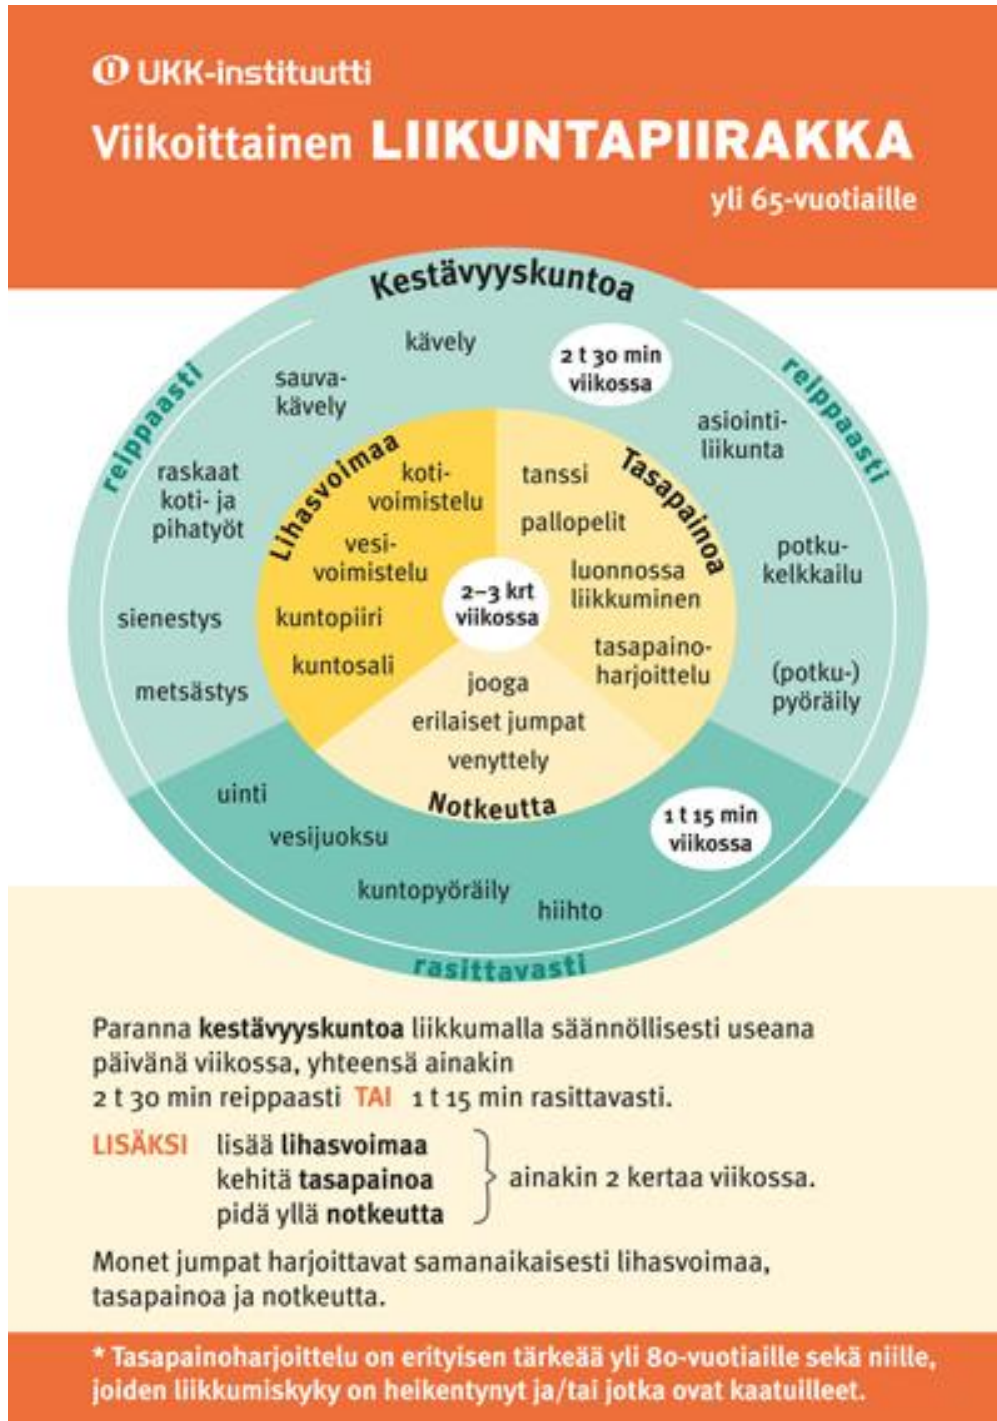 UKK-instituutti
Viikoittainen LIIKUNTAPIIRAKKA
yli 65-vuotiaille
Kestävyyskuntoa
reippaasti
reippaasti
kävely
2 t 30 min
viikossa
sauva-
kävely
asiointi-
liikunta
raskaat
koti- ja
pihatyöt
potku-
kelkkailu
sienestys
metsästys
(potku-)
pyöräily
Lihasvoimaa
koti-
voimistelu
vesi-
voimistelu
kuntopiiri
kuntosali
Tasapainoa
tanssi
pallopelit
luonnossa
liikkuminen
tasapaino-
harjoittelu
2–3 krt
viikossa
jooga
erilaiset jumpat
venyttely
Notkeutta
uinti
vesijuoksu
kuntopyöräily
hiihto
1 t 15 min
viikossa
rasittavasti
Paranna kestävyyskuntoa liikkumalla säännöllisesti useana
päivänä viikossa, yhteensä ainakin
2 t 30 min reippaasti TAI 1 t 15 min rasittavasti.
LISÄKSI lisää lihasvoimaa
kehitä tasapainoa
pidä yllä notkeutta
ainakin 2 kertaa viikossa.
Monet jumpat harjoittavat samanaikaisesti lihasvoimaa,
tasapainoa ja notkeutta.
* Tasapainoharjoittelu on erityisen tärkeää yli 80-vuotiaille sekä niille,
joiden liikkumiskyky on heikentynyt ja/tai jotka ovat kaatuilleet.